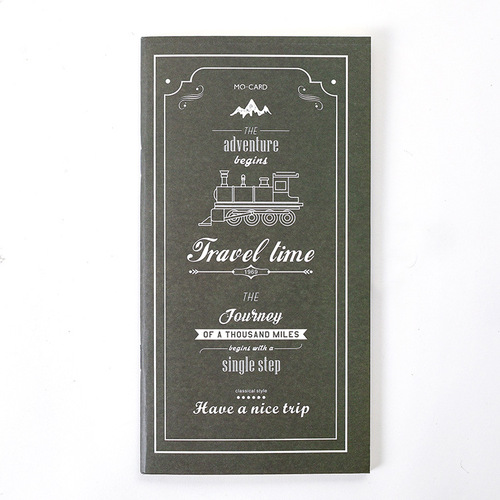 MO·CARD
THE
adventure
begins
Travel time
1969
THE
Journey
OF A THOUSAND MILES
begins with a
single step
classical style
Have a nice trip